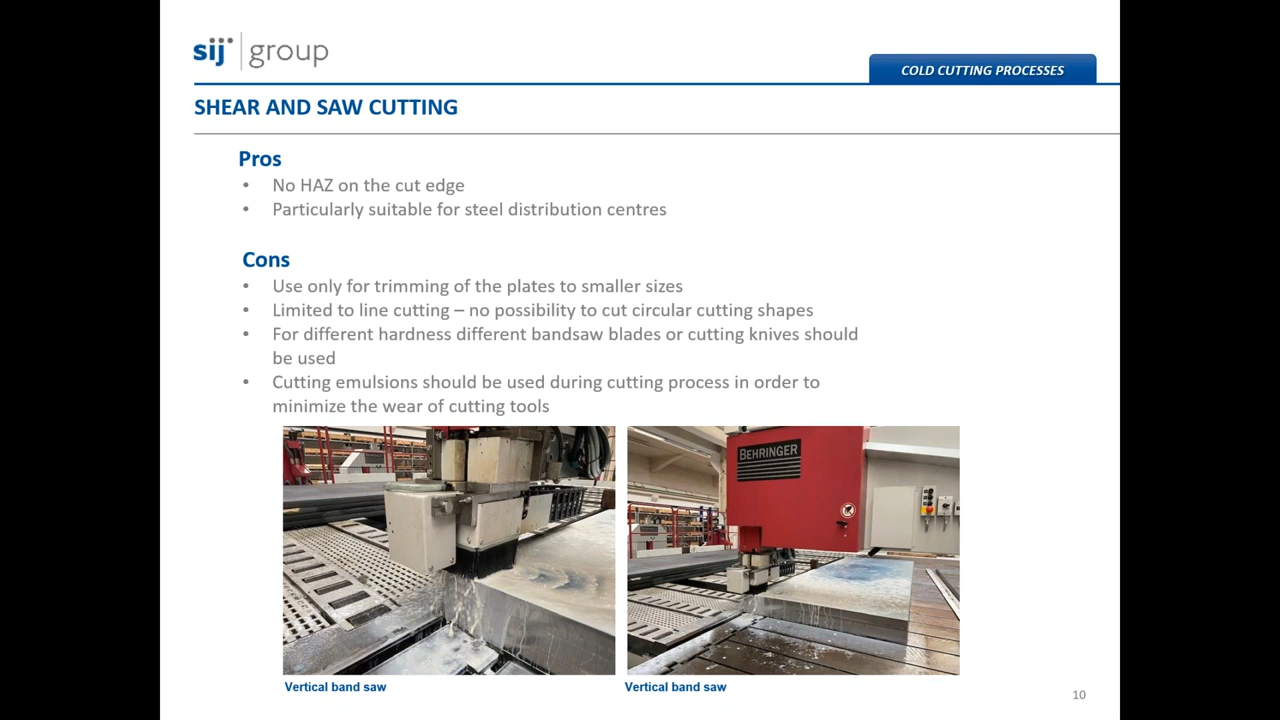 sij group
COLD CUTTING PROCESSES
SHEAR AND SAW CUTTING
Pros
• No HAZ on the cut edge
• Particularly suitable for steel distribution centres
Cons
• Use only for trimming of the plates to smaller sizes
• Limited to line cutting – no possibility to cut circular cutting shapes
• For different hardness different bandsaw blades or cutting knives should
be used
• Cutting emulsions should be used during cutting process in order to
minimize the wear of cutting tools
BEHRINGER
Vertical band saw
Vertical band saw
10